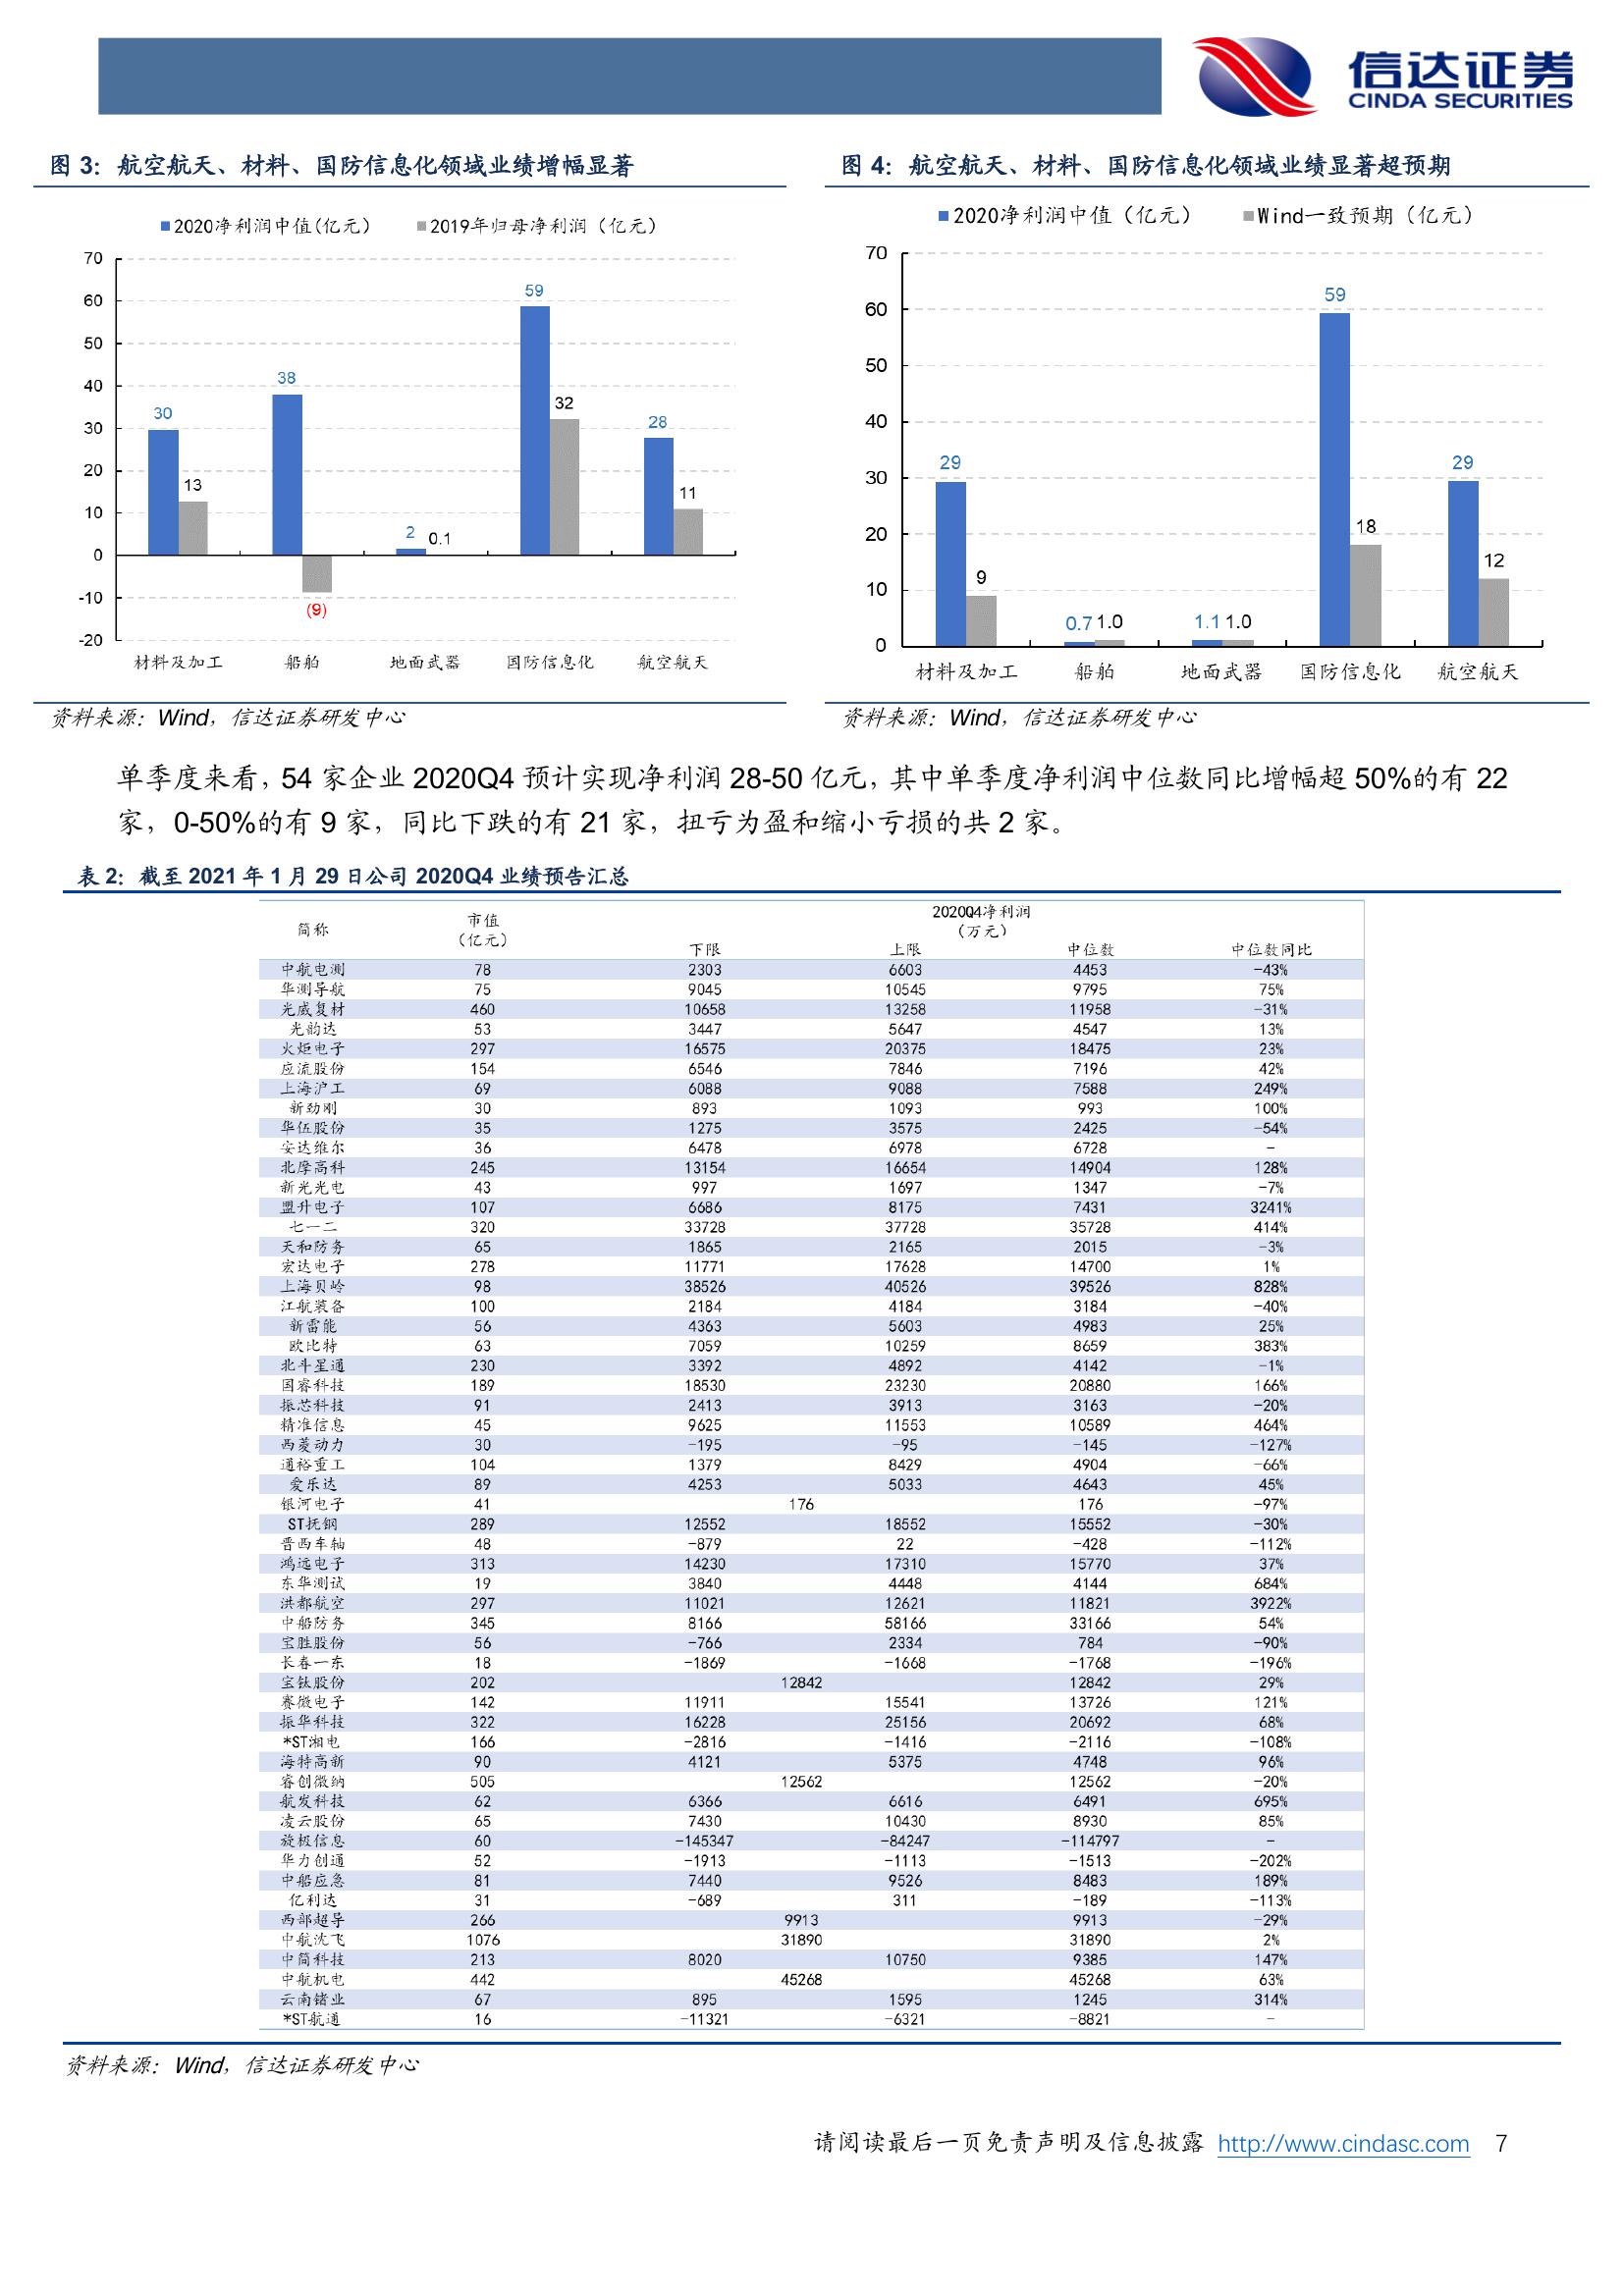 信达证券
CINDA SECURITIES
图 3：航空航天、材料、国防信息化领域业绩增幅显著
2020净利润中值(亿元) 2019年归母净利润（亿元）
70
60
50
40
30
20
10
0
-10
-20
30
13
38
(9)
2
0.1
59
32
28
11
材料及加工 船舶 地面武器 国防信息化 航空航天
资料来源：Wind，信达证券研发中心
图 4：航空航天、材料、国防信息化领域业绩显著超预期
2020净利润中值（亿元） Wind一致预期（亿元）
70
60
50
40
30
20
10
0
29
9
0.7
1.0
1.1
1.0
59
18
29
12
材料及加工 船舶 地面武器 国防信息化 航空航天
资料来源：Wind，信达证券研发中心
单季度来看，54 家企业 2020Q4 预计实现净利润 28-50 亿元，其中单季度净利润中位数同比增幅超 50%的有 22
家，0-50%的有 9 家，同比下跌的有 21 家，扭亏为盈和缩小亏损的共 2 家。
表 2：截至 2021 年 1 月 29 日公司 2020Q4 业绩预告汇总
简称 市值（亿元） 2020Q4净利润（万元）
下限 上限 中位数 中位数同比
中航电测 78 2303 6603 4453 -43%
华测导航 75 9045 10545 9795 75%
光威复材 460 10658 13258 11958 -31%
光韵达 53 3447 5647 4547 13%
火炬电子 297 16575 20375 18475 23%
应流股份 154 6546 7846 7196 42%
上海沪工 69 6088 9088 7588 249%
新劲刚 30 893 1093 993 100%
华伍股份 35 1275 3575 2425 -54%
安达维尔 36 6478 6978 6728 -
北摩高科 245 13154 16654 14904 128%
新光光电 43 997 1697 1347 -7%
盟升电子 107 6686 8175 7431 3241%
七一二 320 33728 37728 35728 414%
天和防务 65 1865 2165 2015 -3%
宏达电子 278 11771 17628 14700 1%
上海贝岭 98 38526 40526 39526 828%
江航装备 100 2184 4184 3184 -40%
新雷能 56 4363 5603 4983 25%
欧比特 63 7059 10259 8659 383%
北斗星通 230 3392 4892 4142 -1%
国睿科技 189 18530 23230 20880 166%
振芯科技 91 2413 3913 3163 -20%
精准信息 45 9625 11553 10589 464%
西菱动力 30 -195 -95 -145 -127%
通裕重工 104 1379 8429 4904 -66%
爱乐达 89 4253 5033 4643 45%
银河电子 41 176 176 -97%
ST抚钢 289 12552 18552 15552 -30%
晋西车轴 48 -879 22 -428 -112%
鸿远电子 313 14230 17310 15770 37%
东华测试 19 3840 4448 4144 684%
洪都航空 297 11021 12621 11821 3922%
中船防务 345 8166 58166 33166 54%
宝胜股份 56 -766 2334 784 -90%
长春一东 18 -1869 -1668 -1768 -196%
宝钛股份 202 12842 12842 29%
赛微电子 142 11911 15541 13726 121%
振华科技 322 16228 25156 20692 68%
*ST湘电 166 -2816 -1416 -2116 -108%
海特高新 90 4121 5375 4748 96%
睿创微纳 505 12562 12562 -20%
航发科技 62 6366 6616 6491 695%
凌云股份 65 7430 10430 8930 85%
旋极信息 60 -145347 -84247 -114797 -
华力创通 52 -1913 -1113 -1513 -202%
中船应急 81 7440 9526 8483 189%
亿利达 31 -689 311 -189 -113%
西部超导 266 9913 9913 -29%
中航沈飞 1076 31890 31890 2%
中简科技 213 8020 10750 9385 147%
中航机电 442 45268 45268 63%
云南锗业 67 895 1595 1245 314%
*ST航通 16 -11321 -6321 -8821 -
资料来源：Wind，信达证券研发中心
请阅读最后一页免责声明及信息披露 http://www.cindasc.com 7